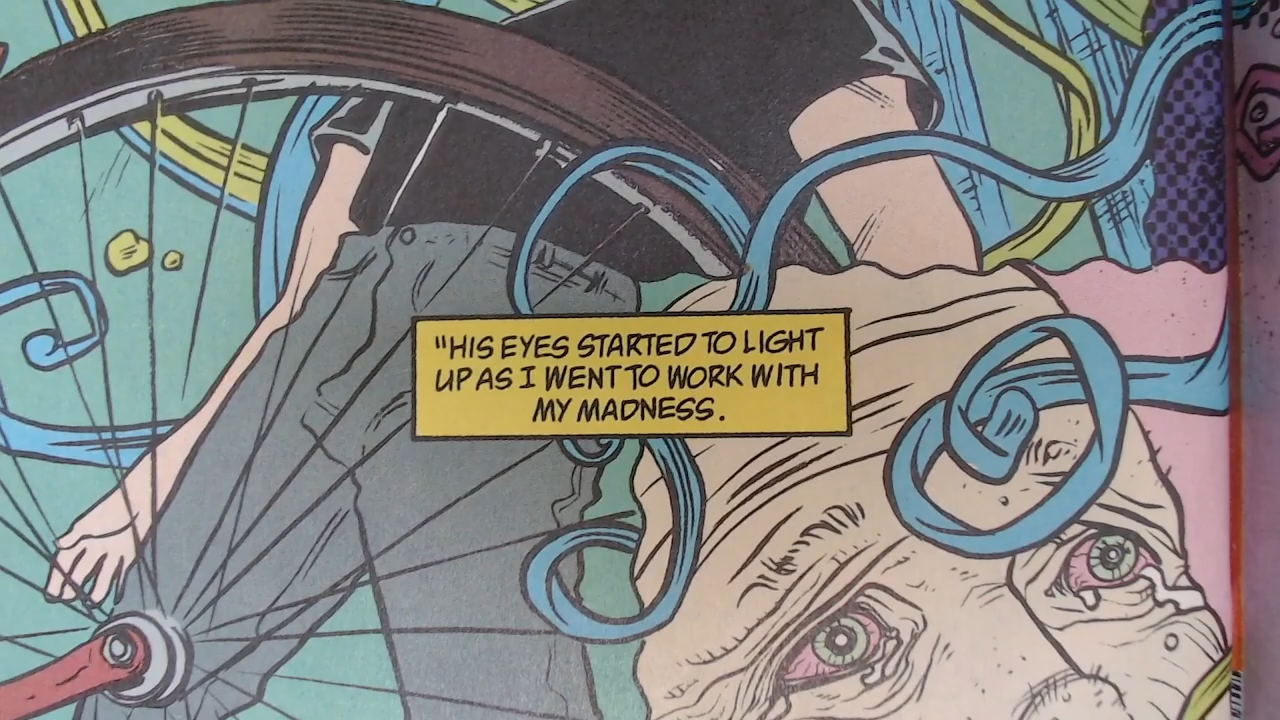 "HIS EYES STARTED TO LIGHT
UP AS I WENT TO WORK WITH
MY MADNESS.